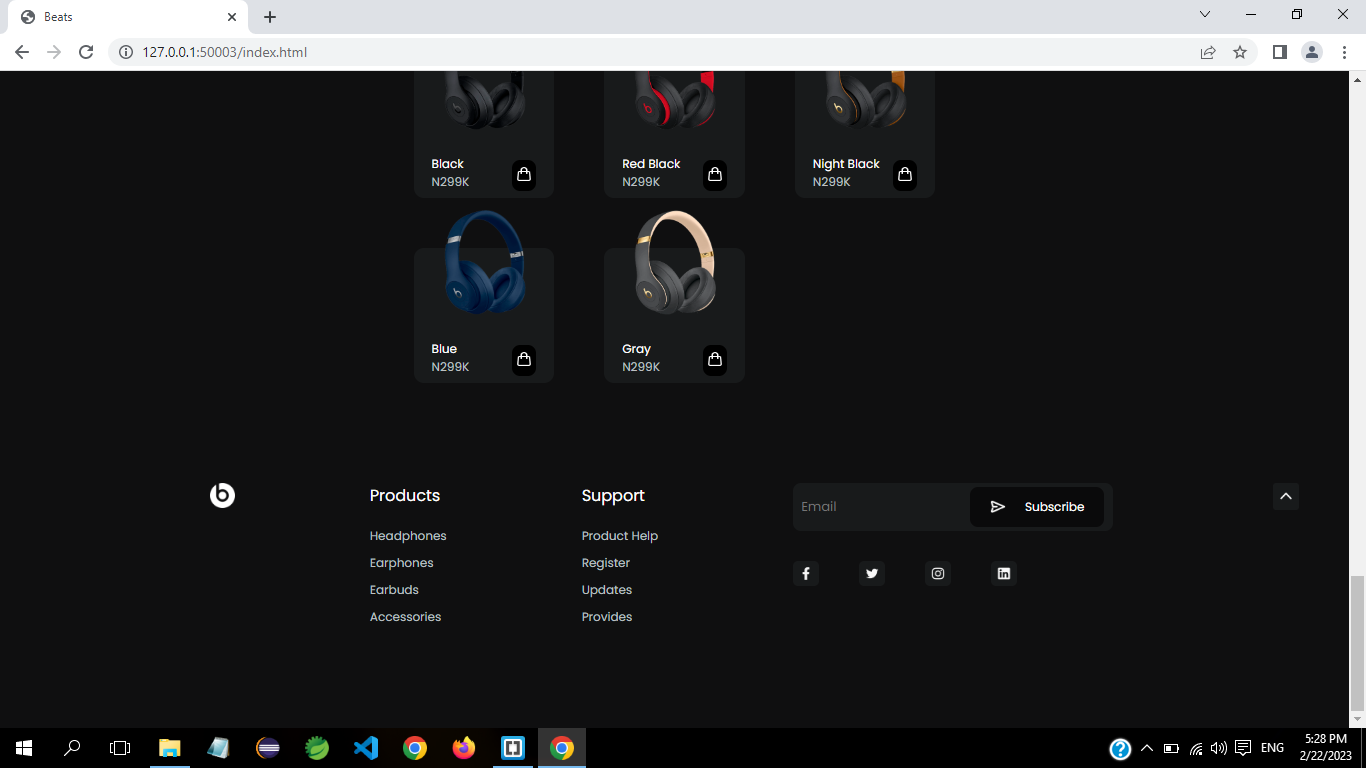 Beats
127.0.0.1:50003/index.html
Black
N299K
Red Black
N299K
Night Black
N299K
Blue
N299K
Gray
N299K
Products
Headphones
Earphones
Earbuds
Accessories
Support
Product Help
Register
Updates
Provides
Email
Subscribe
ENG
5:28 PM
2/22/2023